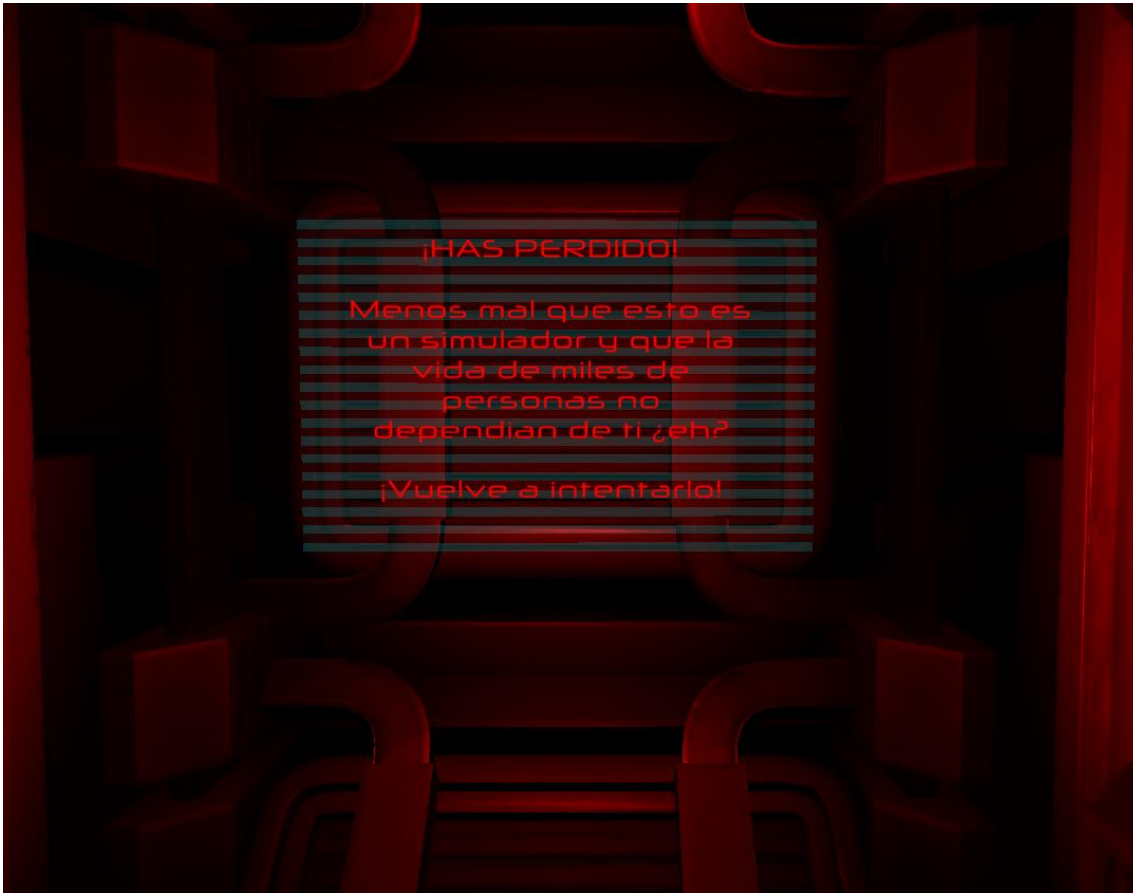 ¡HAS PERDIDO!
Menos mal que esto es
un simulador y que la
vida de miles de
personas no
dependian de ti ¿eh?
¡Vuelve a intentarlo!